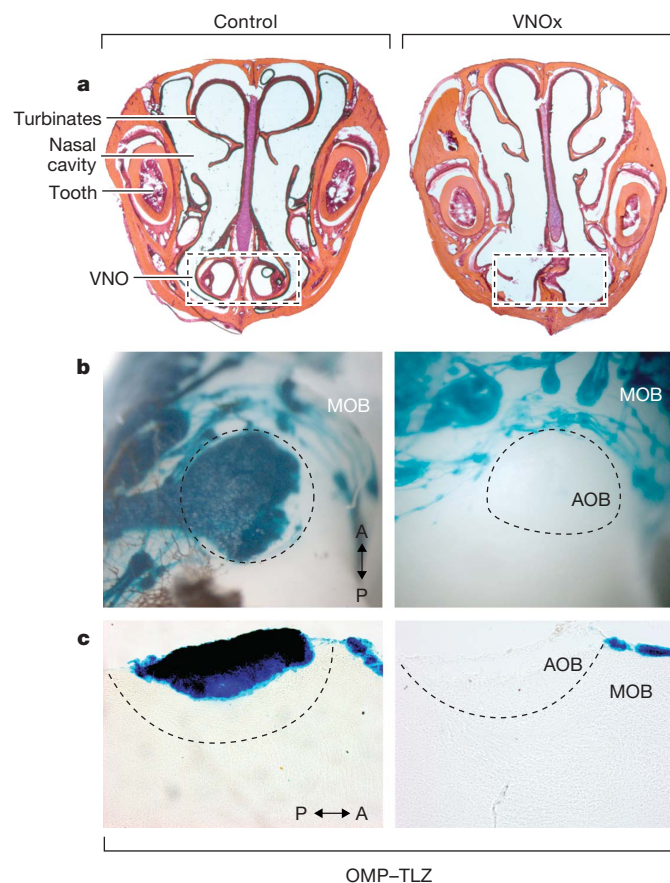 Control
VNOx
a
Turbinates
Nasal
cavity
Tooth
VNO
b
MOB
A
P
MOB
AOB
c
P
A
AOB
MOB
OMP–TLZ